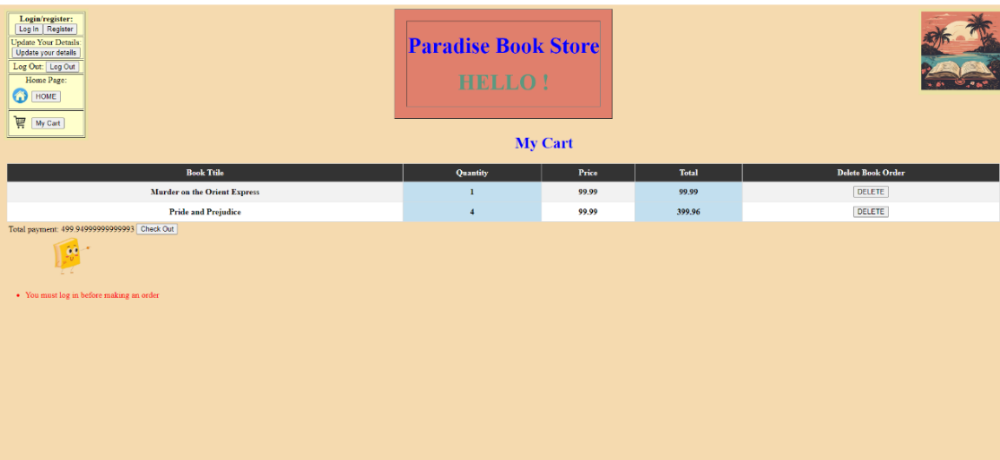 Login/register:
Log In Register
Update Your Details:
Update your details
Log Out: Log Out
Home Page:
HOME
My Cart
Paradise Book Store
HELLO !
My Cart
Book Ttile Quantity Price Total Delete Book Order
Murder on the Orient Express 1 99.99 99.99 DELETE
Pride and Prejudice 4 99.99 399.96 DELETE
Total payment: 499.94999999999993 Check Out
• You must log in before making an order